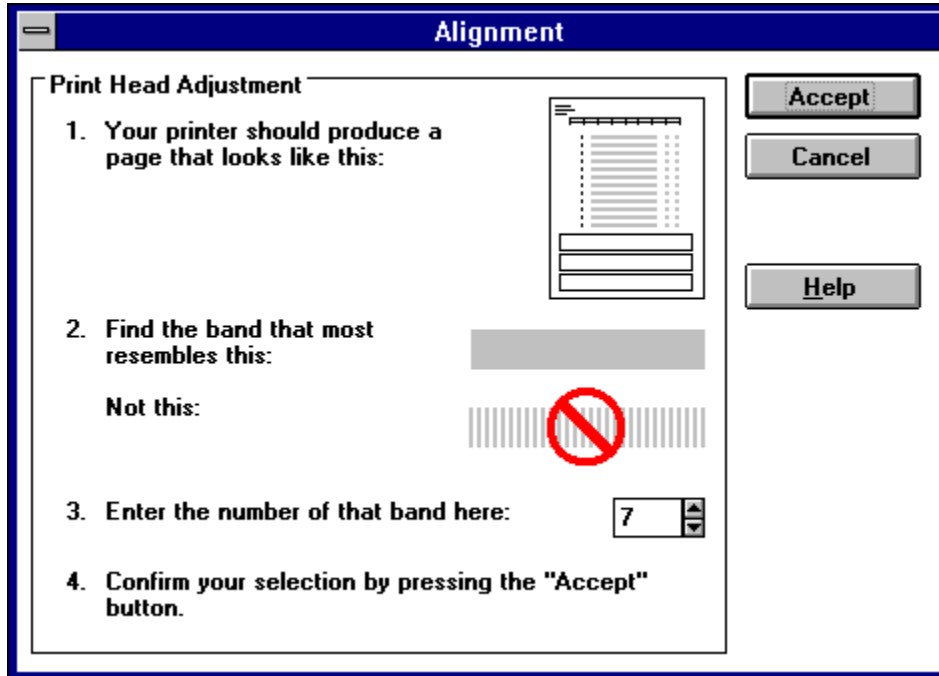 Alignment
Print Head Adjustment
1. Your printer should produce a
page that looks like this:
2. Find the band that most
resembles this:
Not this:
3. Enter the number of that band here:
7
4. Confirm your selection by pressing the "Accept"
button.
Accept
Cancel
Help